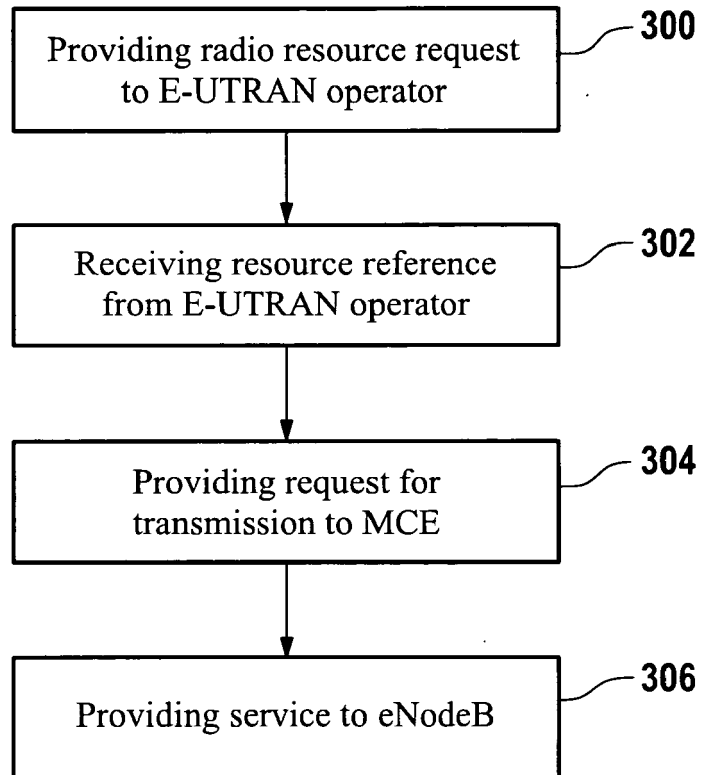 300
Providing radio resource request
to E-UTRAN operator
302
Receiving resource reference
from E-UTRAN operator
304
Providing request for
transmission to MCE
306
Providing service to eNodeB